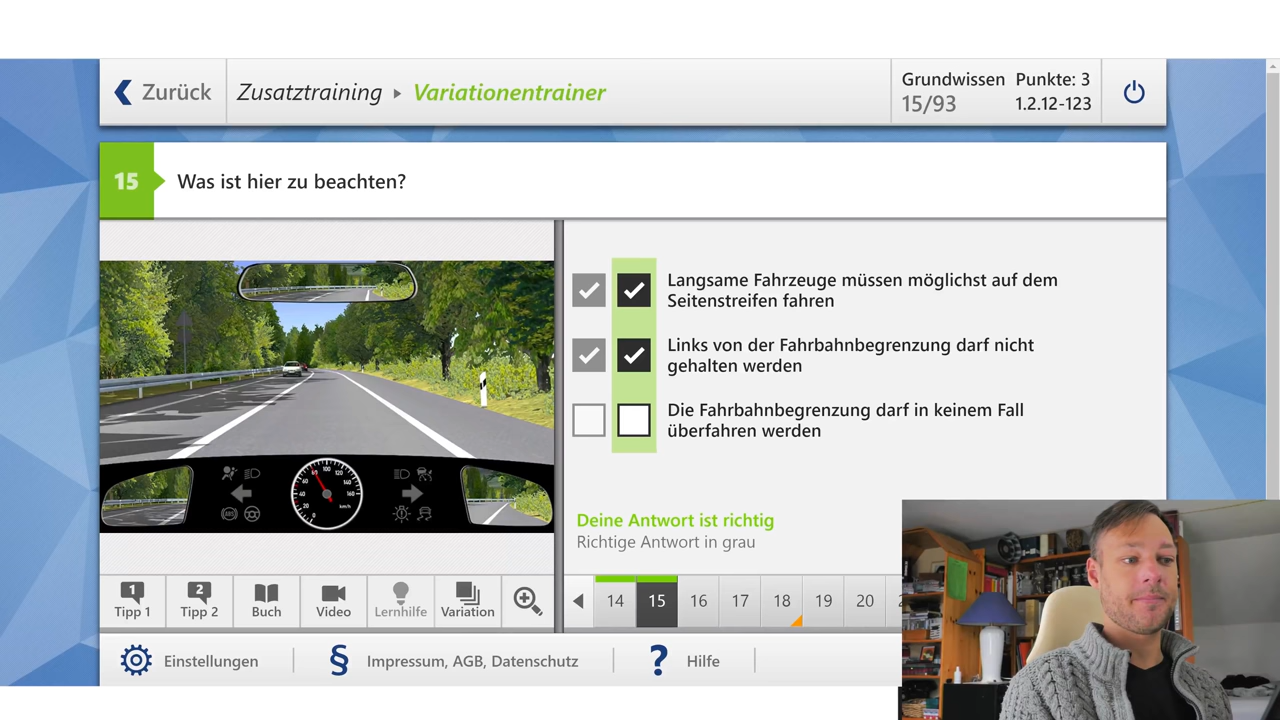 Zurück
Zusatztraining ▸ Variationentrainer
Grundwissen Punkte: 3
15/93 1.2.12-123
15 Was ist hier zu beachten?
Langsame Fahrzeuge müssen möglichst auf dem
Seitenstreifen fahren
Links von der Fahrbahnbegrenzung darf nicht
gehalten werden
Die Fahrbahnbegrenzung darf in keinem Fall
überfahren werden
Deine Antwort ist richtig
Richtige Antwort in grau
1 2
Tipp 1 Tipp 2 Buch Video Lernhilfe Variation
14 15 16 17 18 19 20
Einstellungen § Impressum, AGB, Datenschutz ? Hilfe